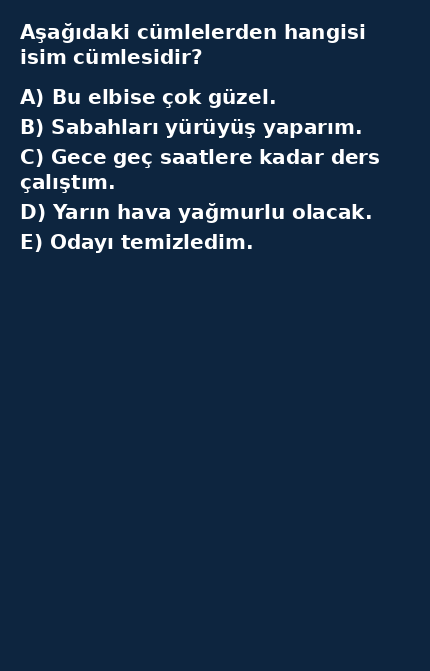 Aşağıdaki cümlelerden hangisi
isim cümlesidir?
A) Bu elbise çok güzel.
B) Sabahları yürüyüş yaparım.
C) Gece geç saatlere kadar ders
çalıştım.
D) Yarın hava yağmurlu olacak.
E) Odayı temizledim.